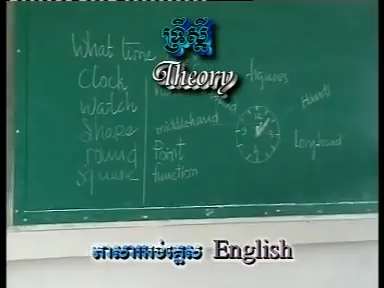 ទ្រឹស្ដី
Theory
What time
Clock
figures
Watch
Hands
Shape
middlehand
Longhand
round
Point
Square
function
ភាសាអង់គ្លេស English